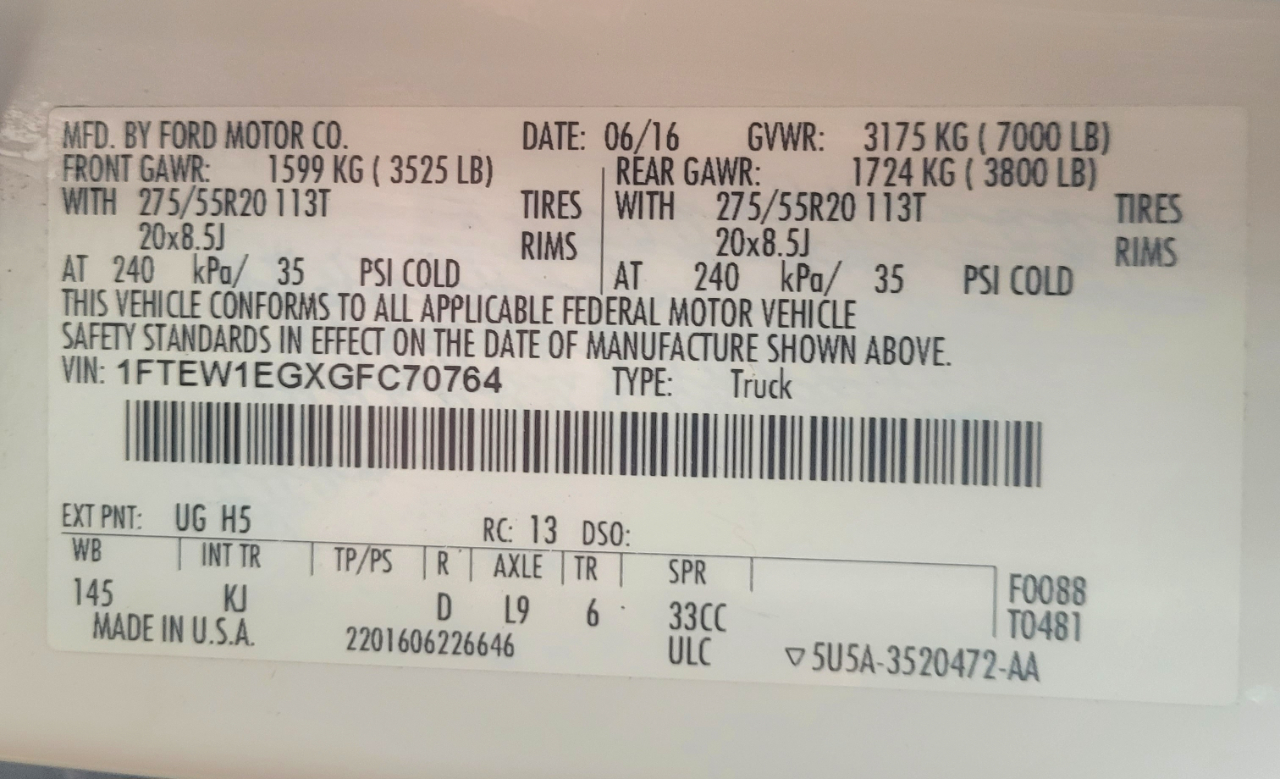 MFD. BY FORD MOTOR CO. DATE: 06/16 GVWR: 3175 KG ( 7000 LB)
FRONT GAWR: 1599 KG ( 3525 LB) REAR GAWR: 1724 KG ( 3800 LB)
WITH 275/55R20 113T TIRES WITH 275/55R20 113T TIRES
20x8.5J RIMS 20x8.5J RIMS
AT 240 kPa/ 35 PSI COLD AT 240 kPa/ 35 PSI COLD
THIS VEHICLE CONFORMS TO ALL APPLICABLE FEDERAL MOTOR VEHICLE
SAFETY STANDARDS IN EFFECT ON THE DATE OF MANUFACTURE SHOWN ABOVE.
VIN: 1FTEW1EGXGFC70764 TYPE: Truck
EXT PNT: UG H5 RC: 13 DSO:
WB INT TR TP/PS R AXLE TR SPR F0088
145 KJ D L9 6 33CC T0481
MADE IN U.S.A. 2201606226646 ULC ▽5U5A-3520472-AA